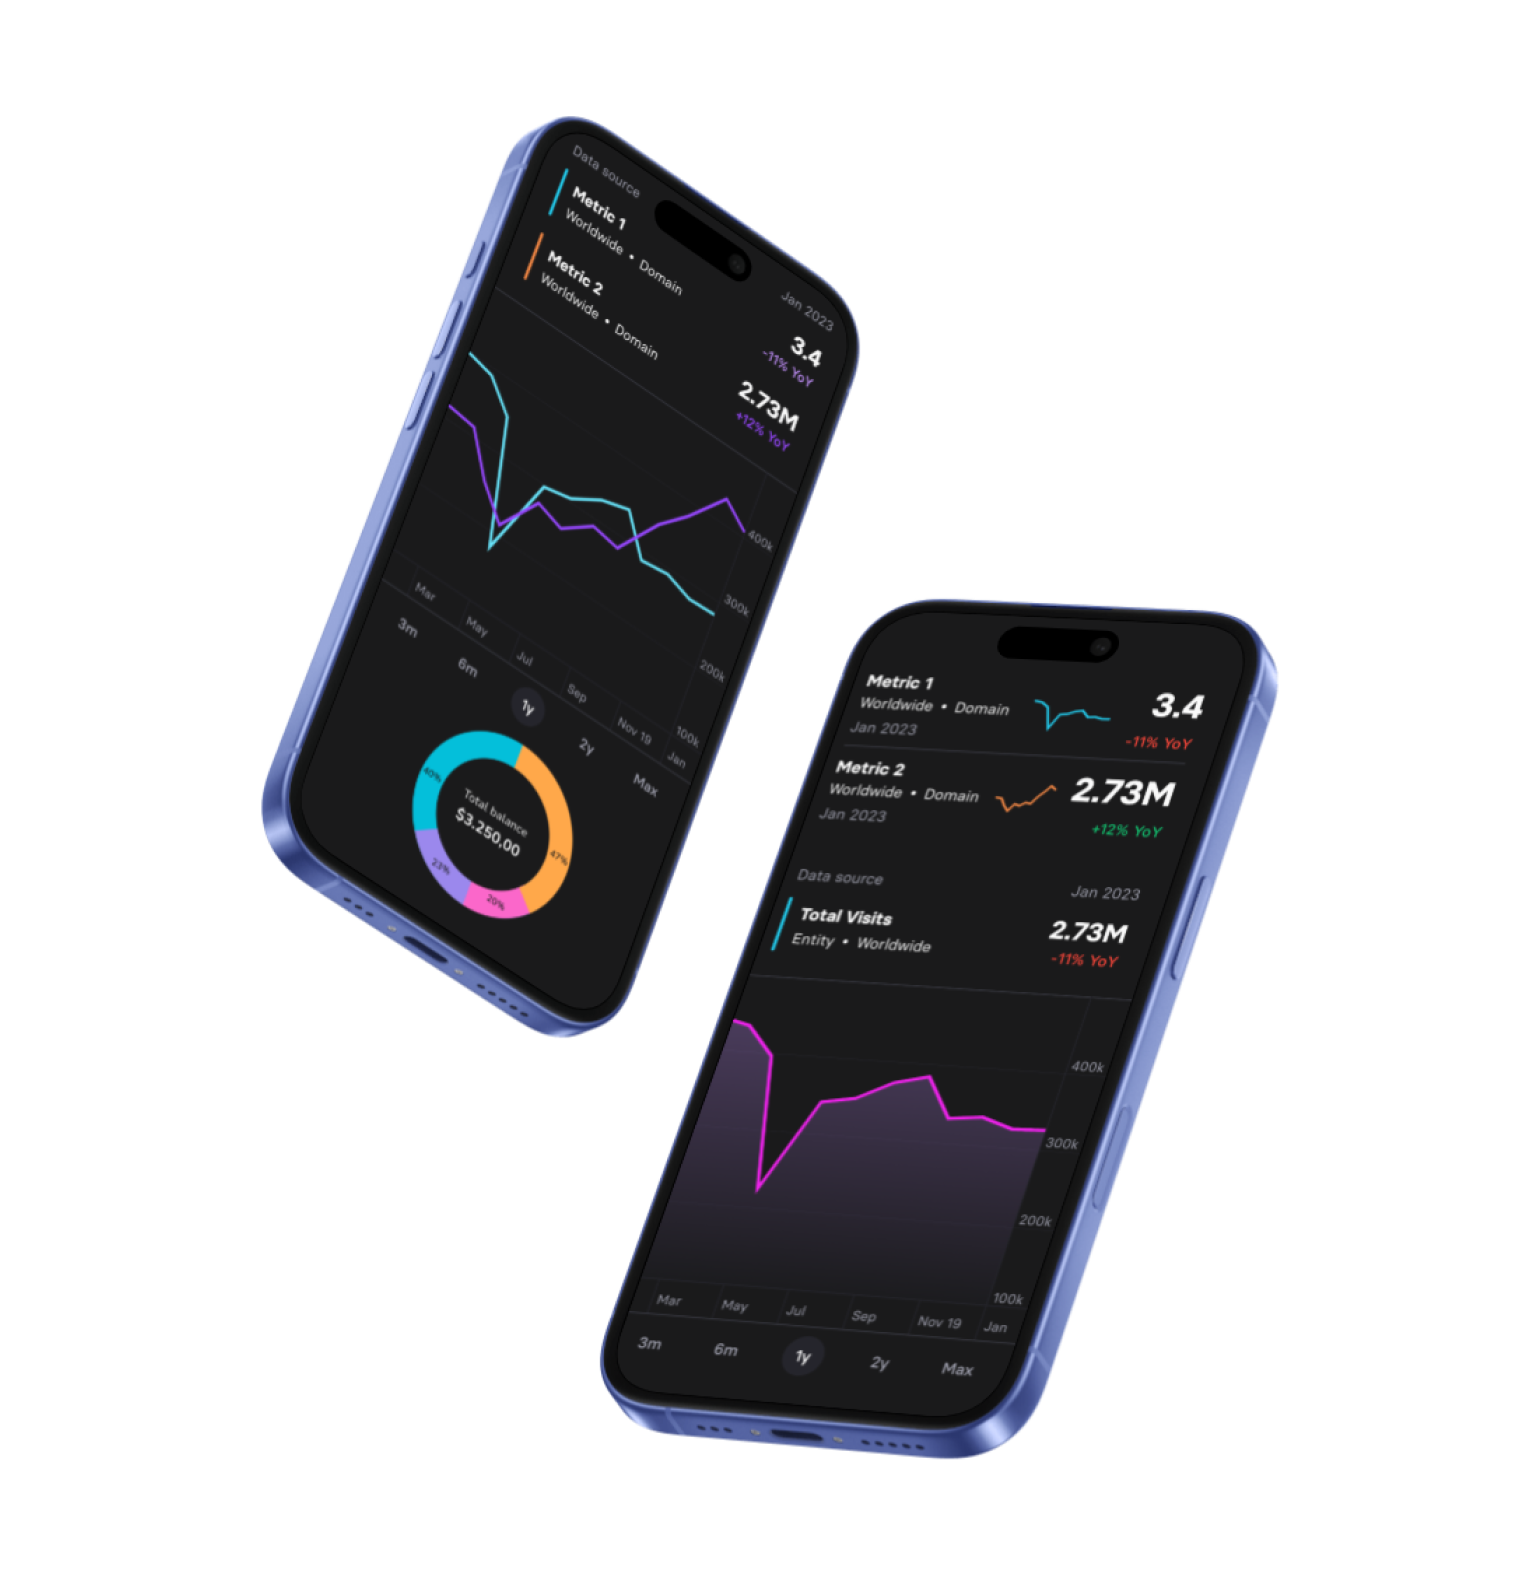 Data source
Jan 2023
Metric 1
Worldwide • Domain
3.4
-11% YoY
Metric 2
Worldwide • Domain
2.73M
+12% YoY
400k
300k
200k
100k
Mar
May
Jul
Sep
Nov 19
Jan
3m
6m
1y
2y
Max
40%
47%
23%
20%
Total balance
$3.250,00
Metric 1
Worldwide • Domain
Jan 2023
3.4
-11% YoY
Metric 2
Worldwide • Domain
Jan 2023
2.73M
+12% YoY
Data source
Jan 2023
Total Visits
Entity • Worldwide
2.73M
-11% YoY
400k
300k
200k
100k
Mar
May
Jul
Sep
Nov 19
Jan
3m
6m
1y
2y
Max